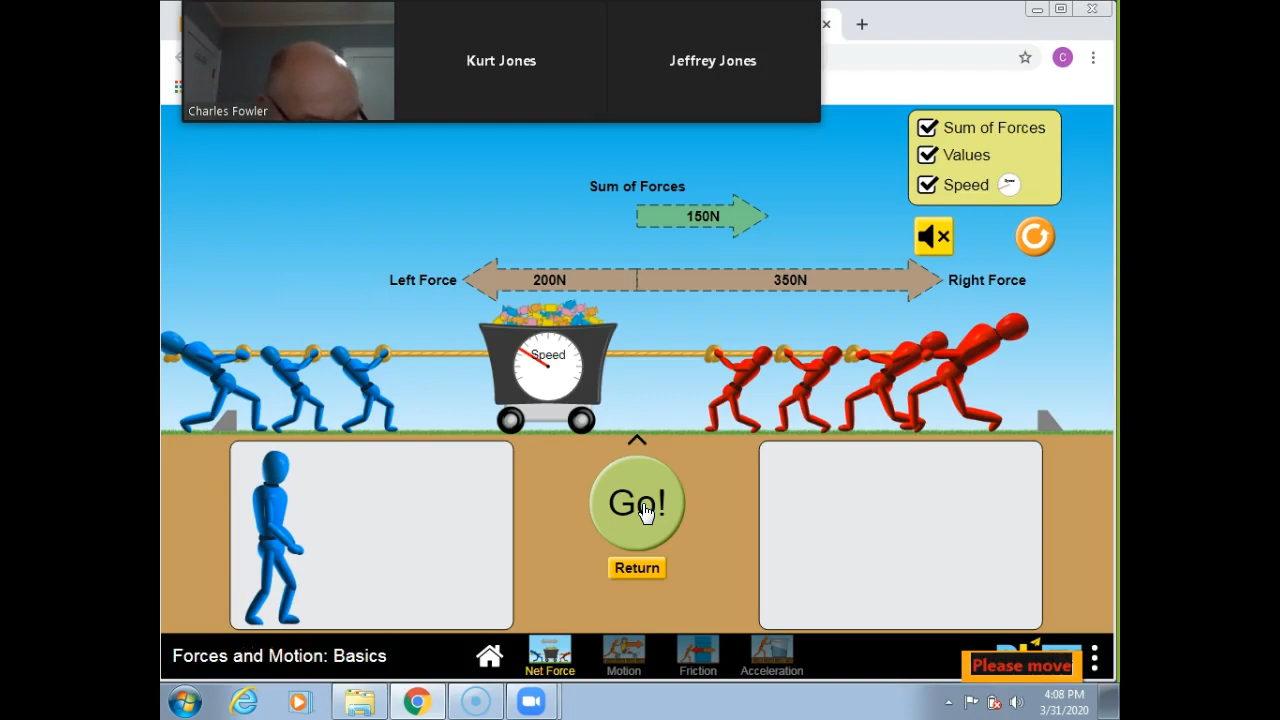 Charles Fowler
Kurt Jones
Jeffrey Jones
C
Sum of Forces
Values
Speed
Sum of Forces
150N
Left Force
200N
350N
Right Force
Speed
Go!
Return
Forces and Motion: Basics
Net Force
Motion
Friction
Acceleration
Please move
4:08 PM
3/31/2020